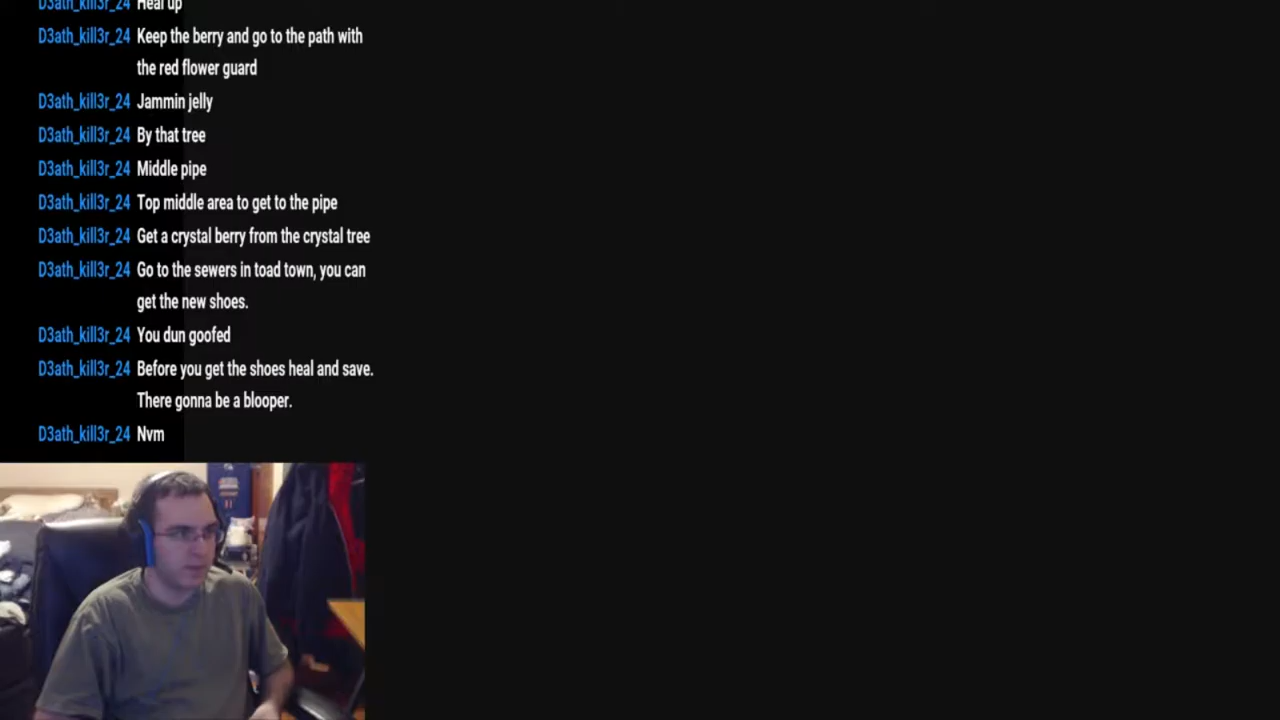 D3ath_kill3r_24 Heal up
D3ath_kill3r_24 Keep the berry and go to the path with
the red flower guard
D3ath_kill3r_24 Jammin jelly
D3ath_kill3r_24 By that tree
D3ath_kill3r_24 Middle pipe
D3ath_kill3r_24 Top middle area to get to the pipe
D3ath_kill3r_24 Get a crystal berry from the crystal tree
D3ath_kill3r_24 Go to the sewers in toad town, you can
get the new shoes.
D3ath_kill3r_24 You dun goofed
D3ath_kill3r_24 Before you get the shoes heal and save.
There gonna be a blooper.
D3ath_kill3r_24 Nvm